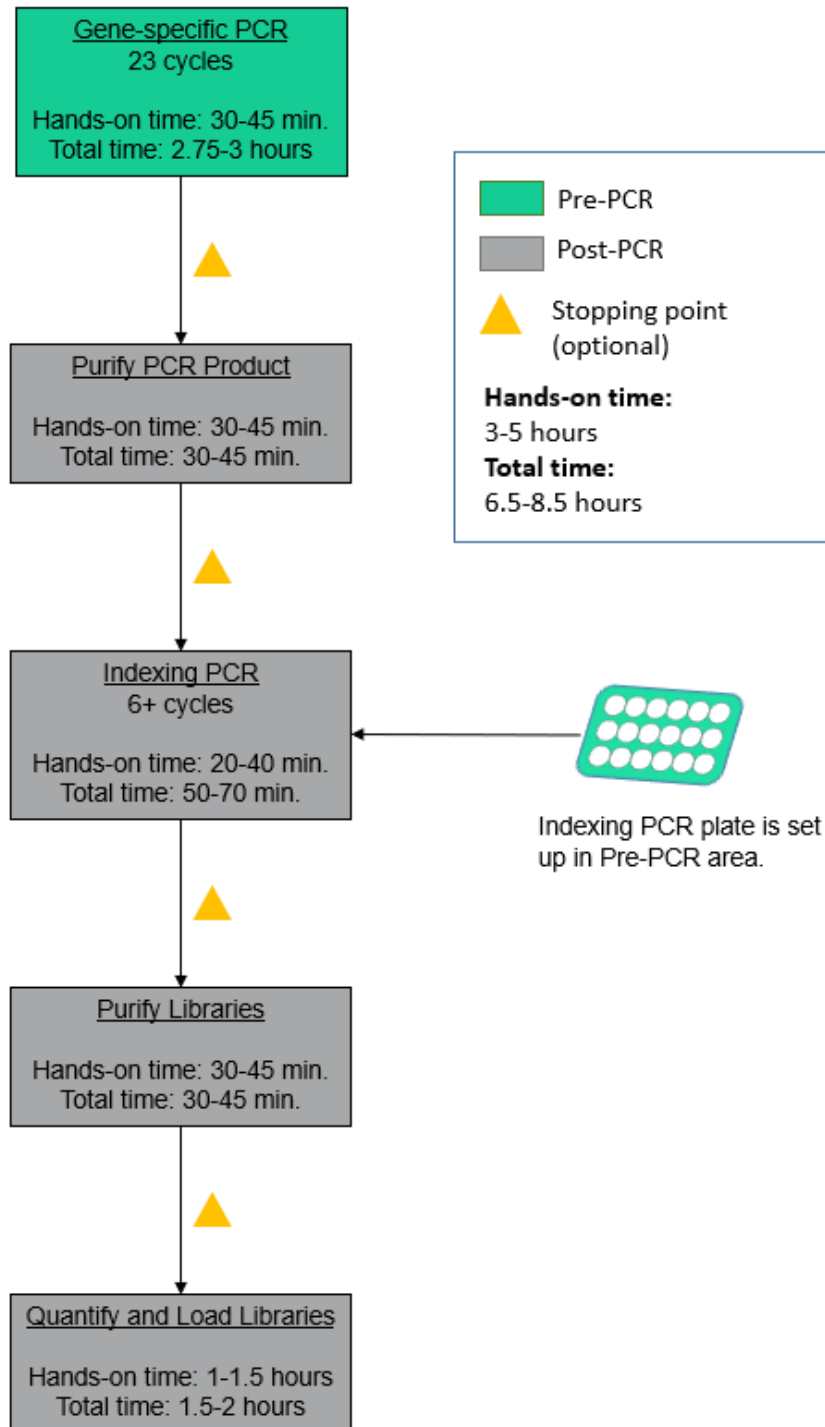 Gene-specific PCR
23 cycles
Hands-on time: 30-45 min.
Total time: 2.75-3 hours
Pre-PCR
Post-PCR
Stopping point
(optional)
Hands-on time:
3-5 hours
Total time:
6.5-8.5 hours
Purify PCR Product
Hands-on time: 30-45 min.
Total time: 30-45 min.
Indexing PCR
6+ cycles
Hands-on time: 20-40 min.
Total time: 50-70 min.
Indexing PCR plate is set
up in Pre-PCR area.
Purify Libraries
Hands-on time: 30-45 min.
Total time: 30-45 min.
Quantify and Load Libraries
Hands-on time: 1-1.5 hours
Total time: 1.5-2 hours